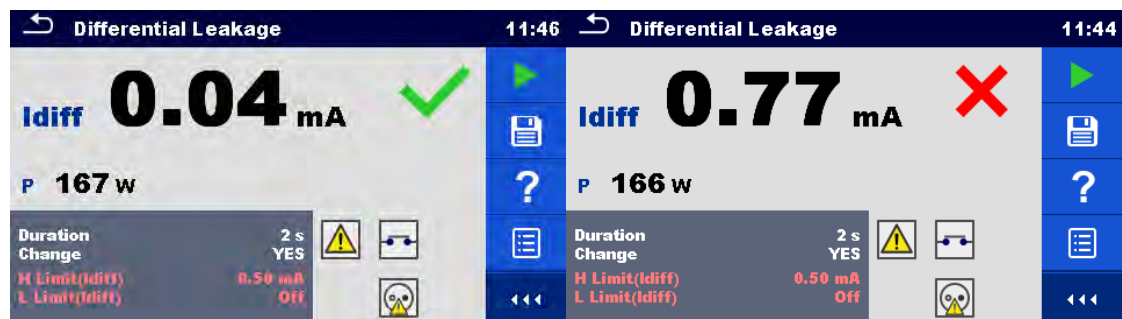 Differential Leakage 11:46
Idiff 0.04 mA
P 167 W
?
Duration 2 s
Change YES
H Limit(Idiff) 0.50 mA
L Limit(Idiff) Off
Differential Leakage 11:44
Idiff 0.77 mA
P 166 W
?
Duration 2 s
Change YES
H Limit(Idiff) 0.50 mA
L Limit(Idiff) Off